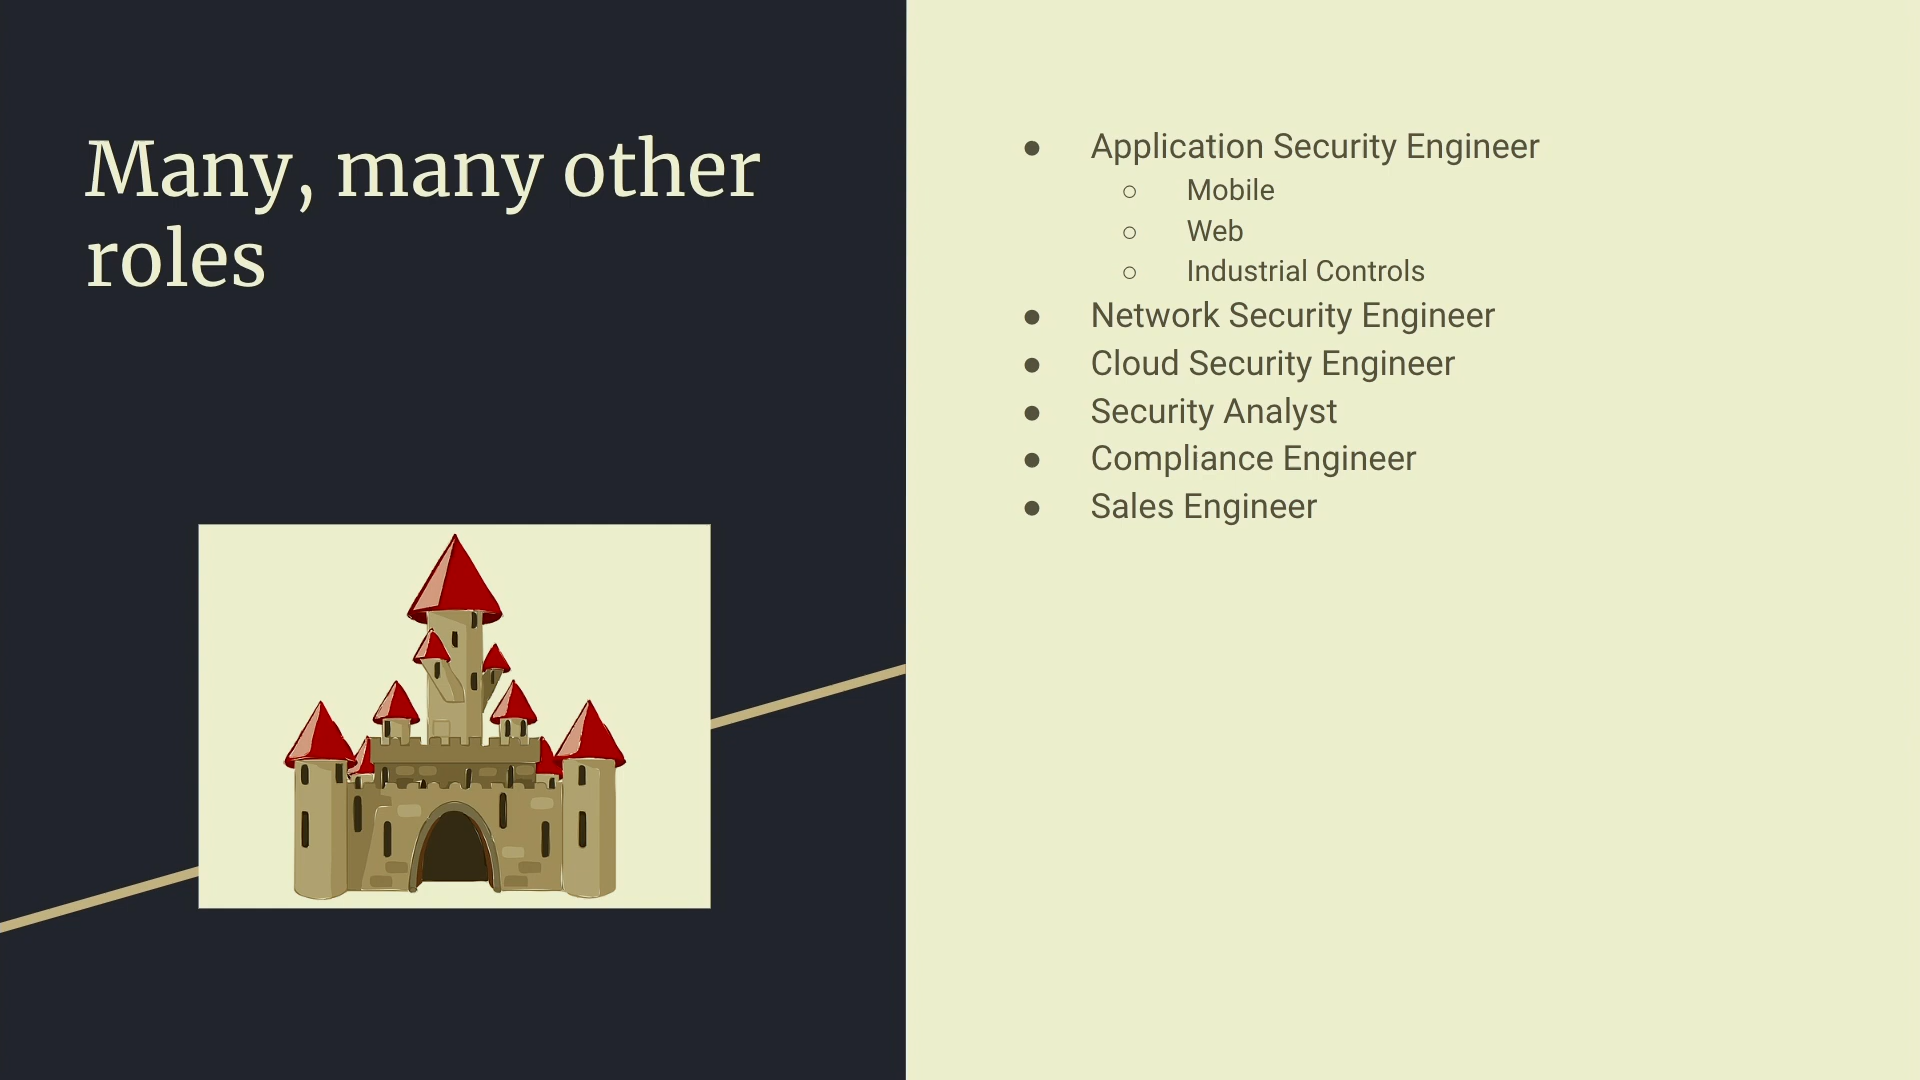 Many, many other
roles
● Application Security Engineer
○ Mobile
○ Web
○ Industrial Controls
● Network Security Engineer
● Cloud Security Engineer
● Security Analyst
● Compliance Engineer
● Sales Engineer